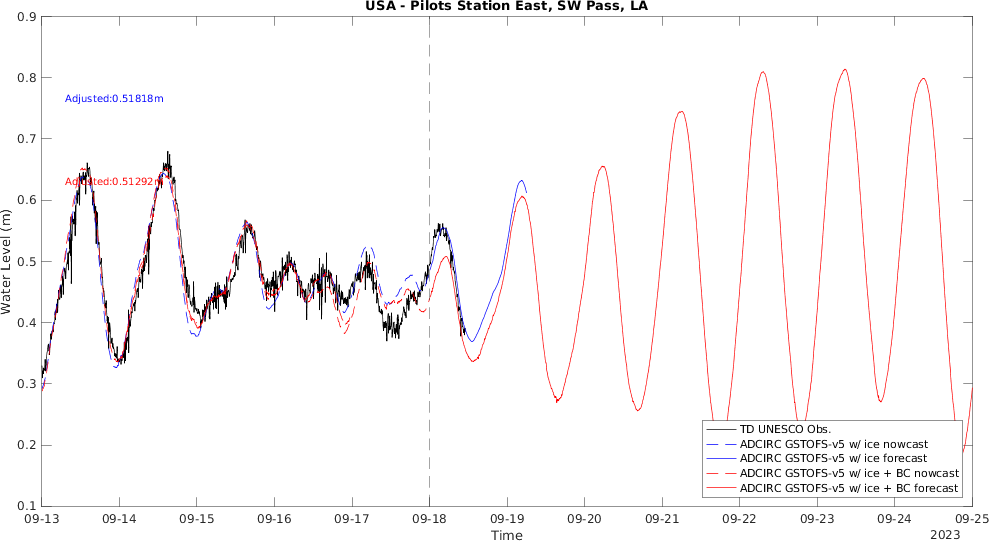 USA - Pilots Station East, SW Pass, LA
0.9
0.8
0.7
0.6
0.5
0.4
0.3
0.2
0.1
Water Level (m)
Adjusted:0.51818m
Adjusted:0.51292m
TD UNESCO Obs.
ADCIRC GSTOFS-v5 w/ ice nowcast
ADCIRC GSTOFS-v5 w/ ice forecast
ADCIRC GSTOFS-v5 w/ ice + BC nowcast
ADCIRC GSTOFS-v5 w/ ice + BC forecast
09-13 09-14 09-15 09-16 09-17 09-18 09-19 09-20 09-21 09-22 09-23 09-24 09-25
Time
2023